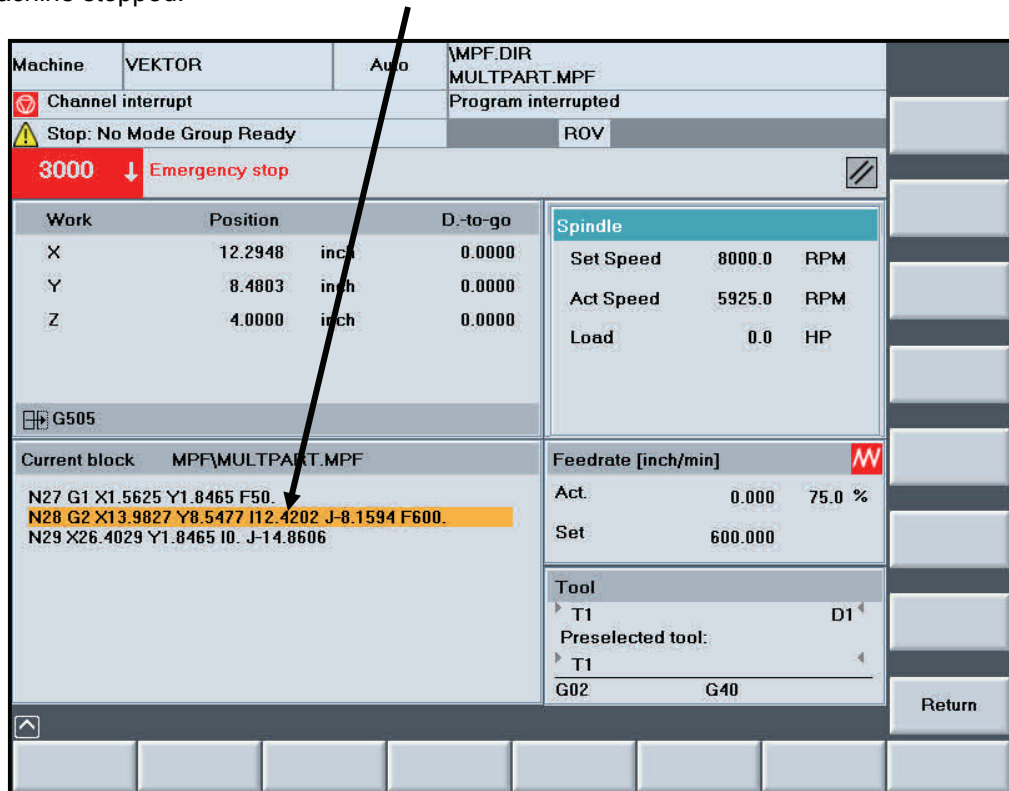 machine stopped.
Machine VEKTOR Auto \MPF.DIR
MULTPART.MPF
Channel interrupt Program interrupted
Stop: No Mode Group Ready ROV
3000 ↓ Emergency stop
Work Position D.-to-go
X 12.2948 inch 0.0000
Y 8.4803 inch 0.0000
Z 4.0000 inch 0.0000
G505
Spindle
Set Speed 8000.0 RPM
Act Speed 5925.0 RPM
Load 0.0 HP
Current block MPF\MULTPART.MPF
N27 G1 X1.5625 Y1.8465 F50.
N28 G2 X13.9827 Y8.5477 I12.4202 J-8.1594 F600.
N29 X26.4029 Y1.8465 I0. J-14.8606
Feedrate [inch/min]
Act. 0.000 75.0 %
Set 600.000
Tool
T1 D1
Preselected tool:
T1
G02 G40
Return